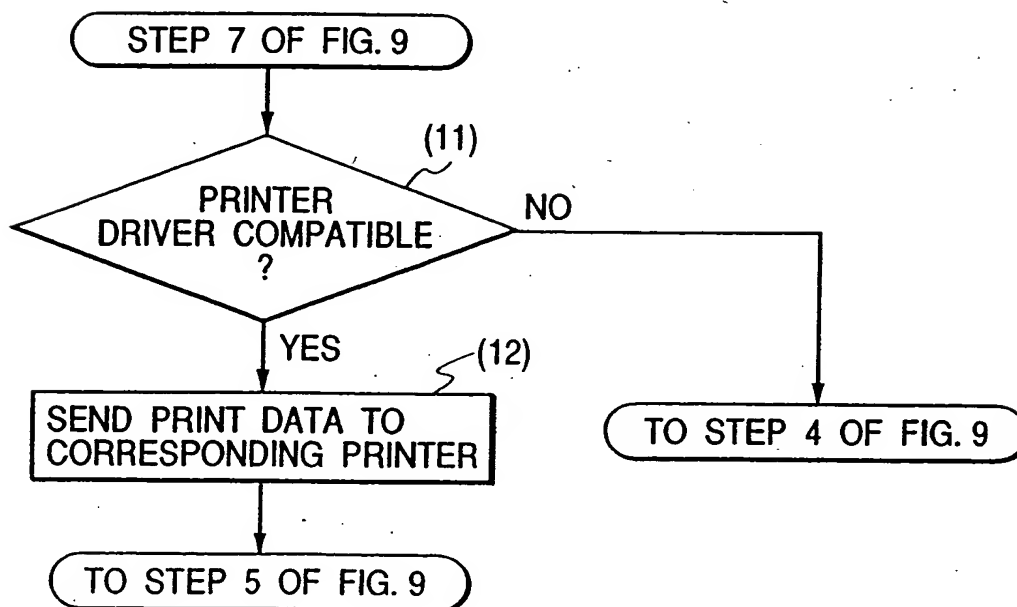 STEP 7 OF FIG. 9
(11)
PRINTER
DRIVER COMPATIBLE
?
NO
YES
(12)
SEND PRINT DATA TO
CORRESPONDING PRINTER
TO STEP 4 OF FIG. 9
TO STEP 5 OF FIG. 9